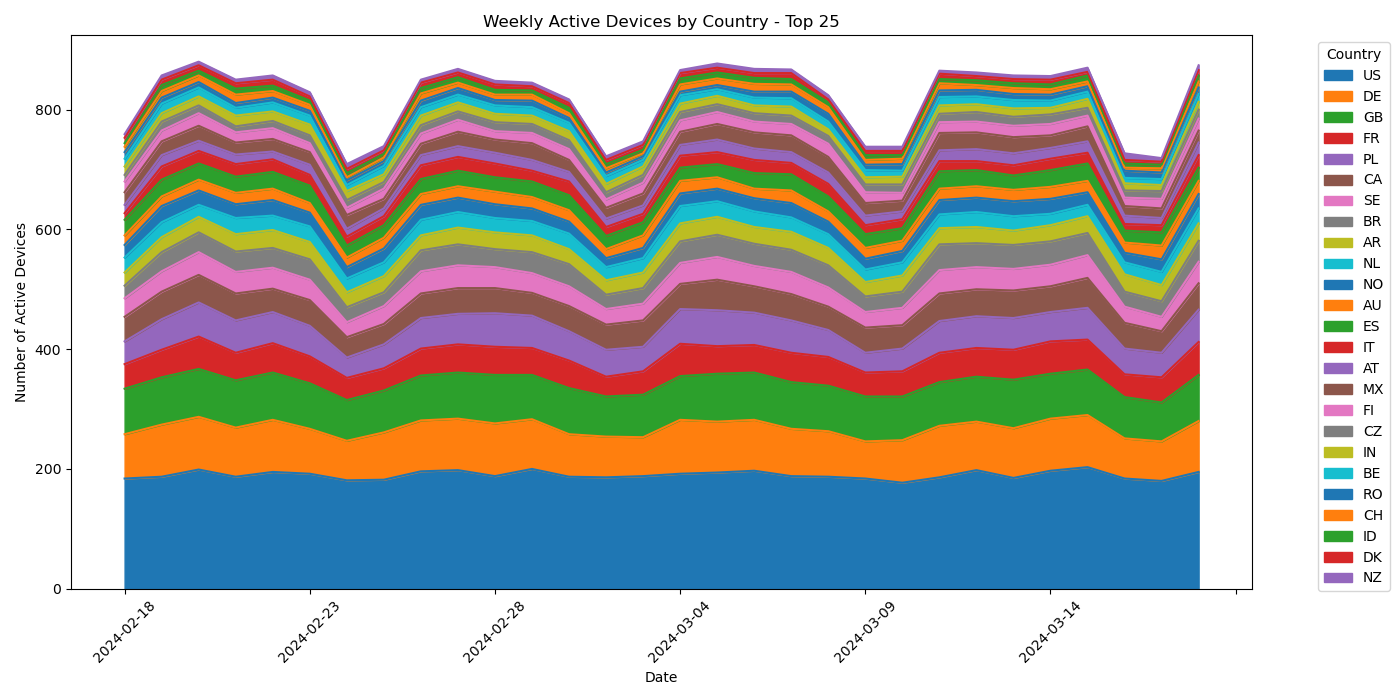 Weekly Active Devices by Country - Top 25
Number of Active Devices
800
600
400
200
0
2024-02-18
2024-02-23
2024-02-28
2024-03-04
2024-03-09
2024-03-14
Date
Country
US
DE
GB
FR
PL
CA
SE
BR
AR
NL
NO
AU
ES
IT
AT
MX
FI
CZ
IN
BE
RO
CH
ID
DK
NZ